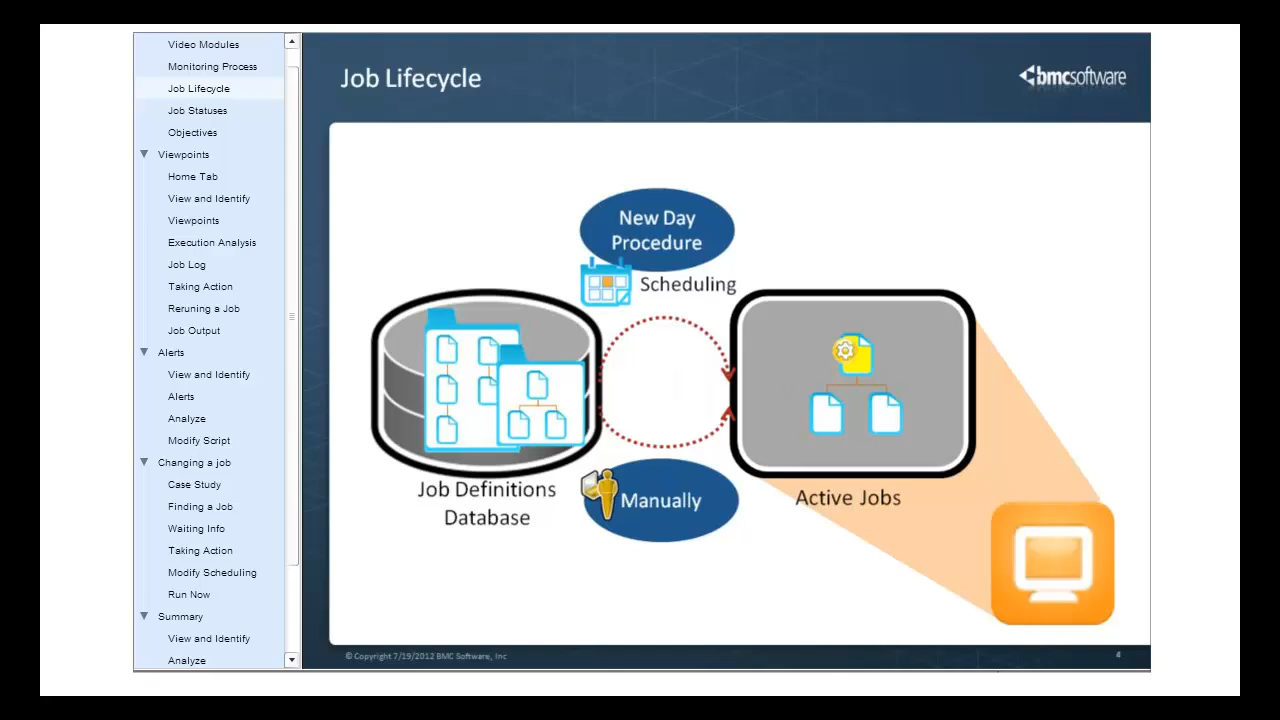 Video Modules
Monitoring Process
Job Lifecycle
Job Statuses
Objectives
Viewpoints
Home Tab
View and Identify
Viewpoints
Execution Analysis
Job Log
Taking Action
Reruning a Job
Job Output
Alerts
View and Identify
Alerts
Analyze
Modify Script
Changing a job
Case Study
Finding a Job
Waiting Info
Taking Action
Modify Scheduling
Run Now
Summary
View and Identify
Analyze
Job Lifecycle
bmcsoftware
New Day
Procedure
Scheduling
Job Definitions
Database
Manually
Active Jobs
© Copyright 7/19/2012 BMC Software, Inc
4